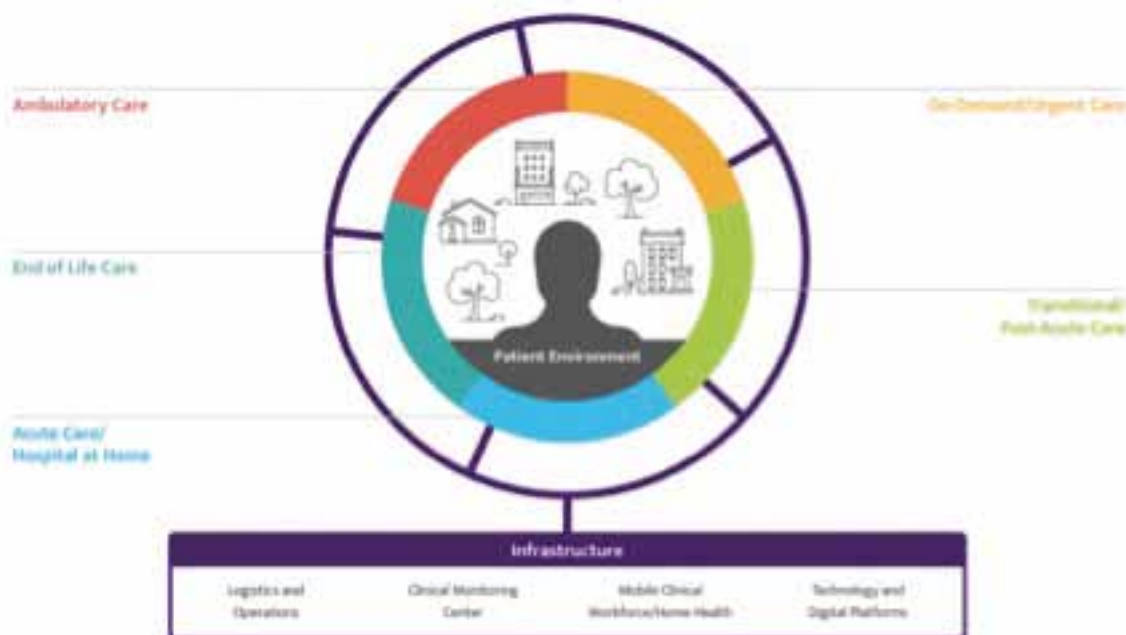 Ambulatory Care
On-Demand/Urgent Care
End of Life Care
Transitional/
Post-Acute Care
Acute Care/
Hospital at Home
Patient Environment
Infrastructure
Logistics and
Operations
Clinical Monitoring
Center
Mobile Clinical
Workforce/Home Health
Technology and
Digital Platforms